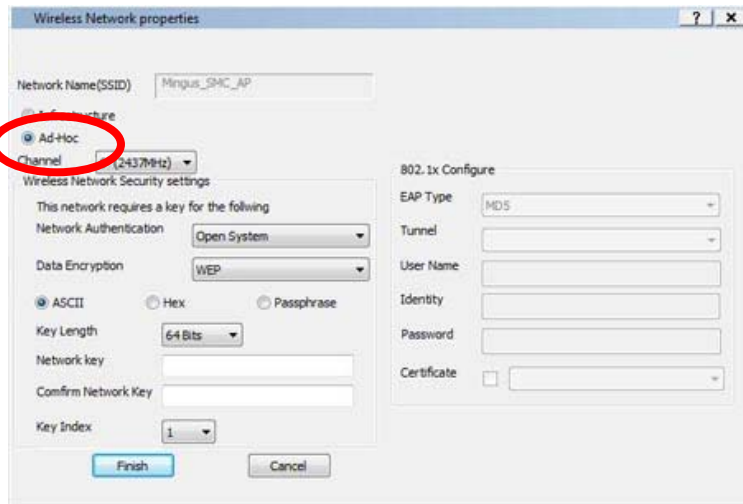 Wireless Network properties
? X
Network Name(SSID) Mingus_SMC_AP
Infrastructure
Ad-Hoc
Channel (2437MHz)
Wireless Network Security settings
This network requires a key for the follwing
Network Authentication Open System
Data Encryption WEP
ASCII Hex Passphrase
Key Length 64 Bits
Network key
Comfirm Network Key
Key Index 1
Finish Cancel
802.1x Configure
EAP Type MD5
Tunnel
User Name
Identity
Password
Certificate